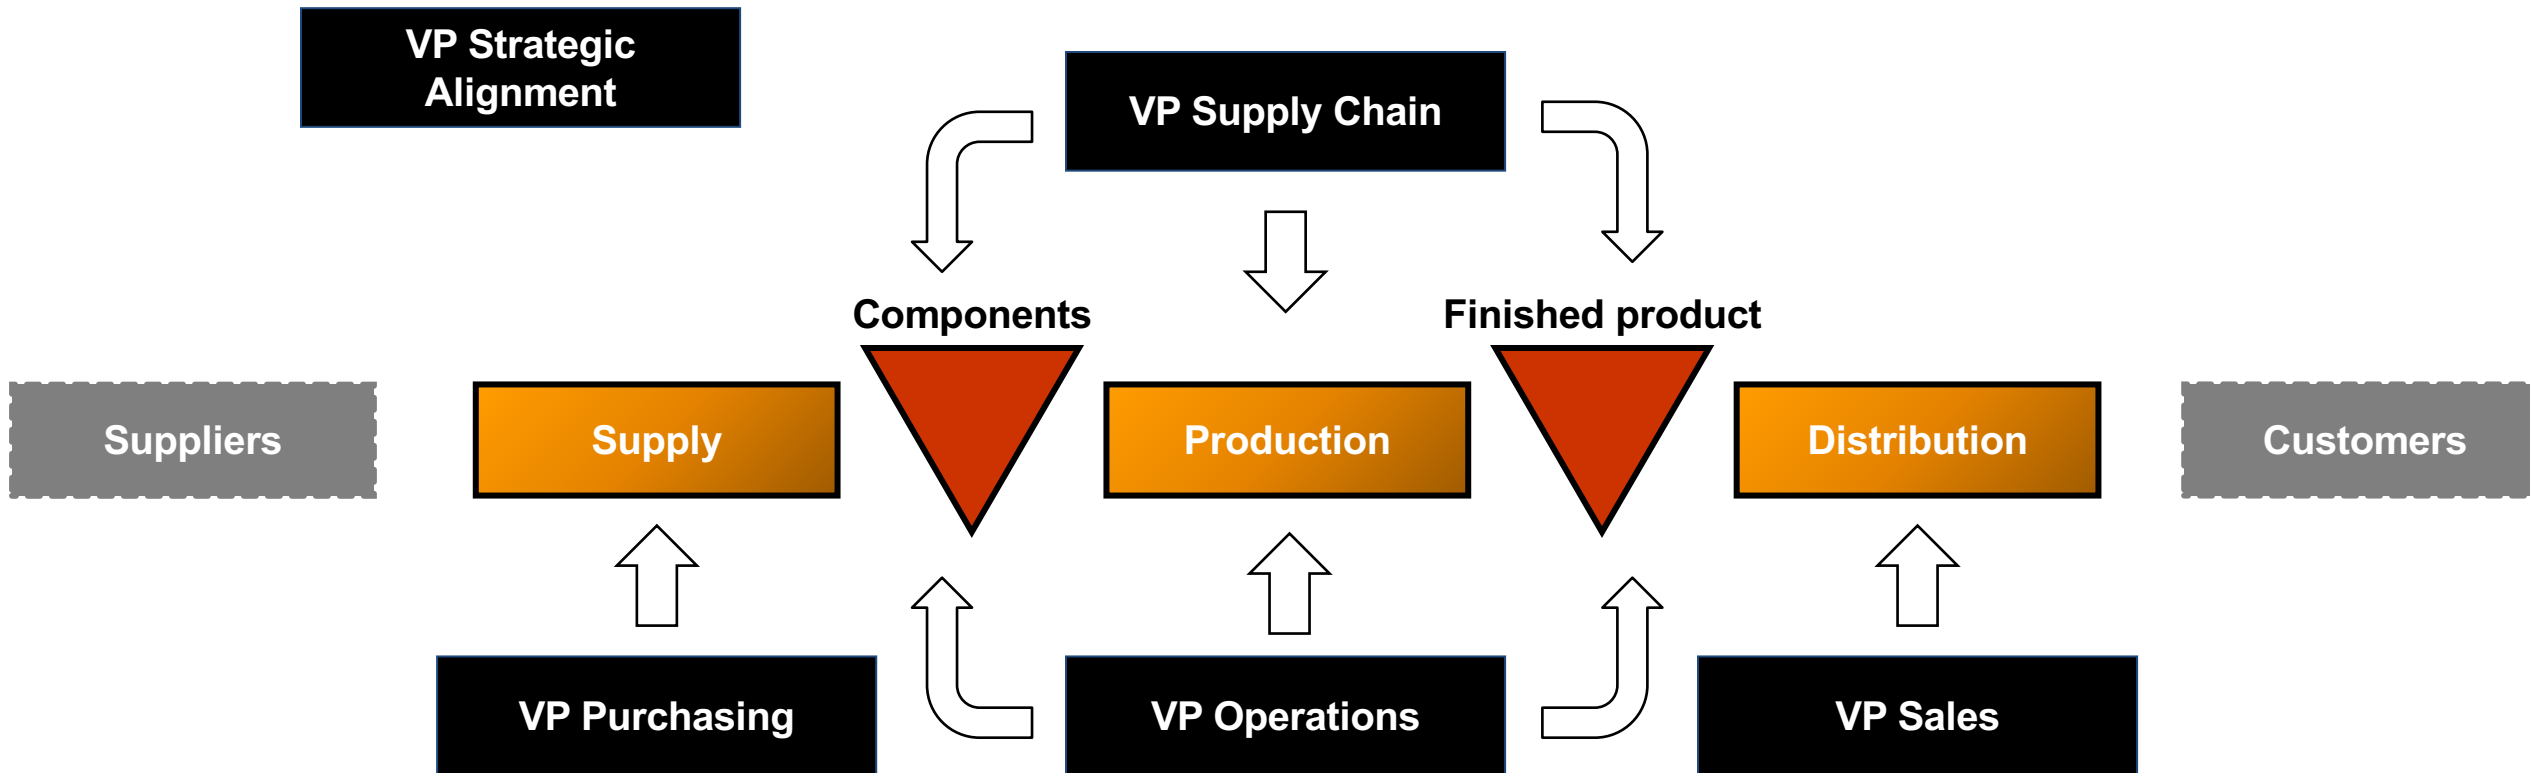 VP Strategic
Alignment
VP Supply Chain
Components
Finished product
Suppliers
Supply
Production
Distribution
Customers
VP Purchasing
VP Operations
VP Sales